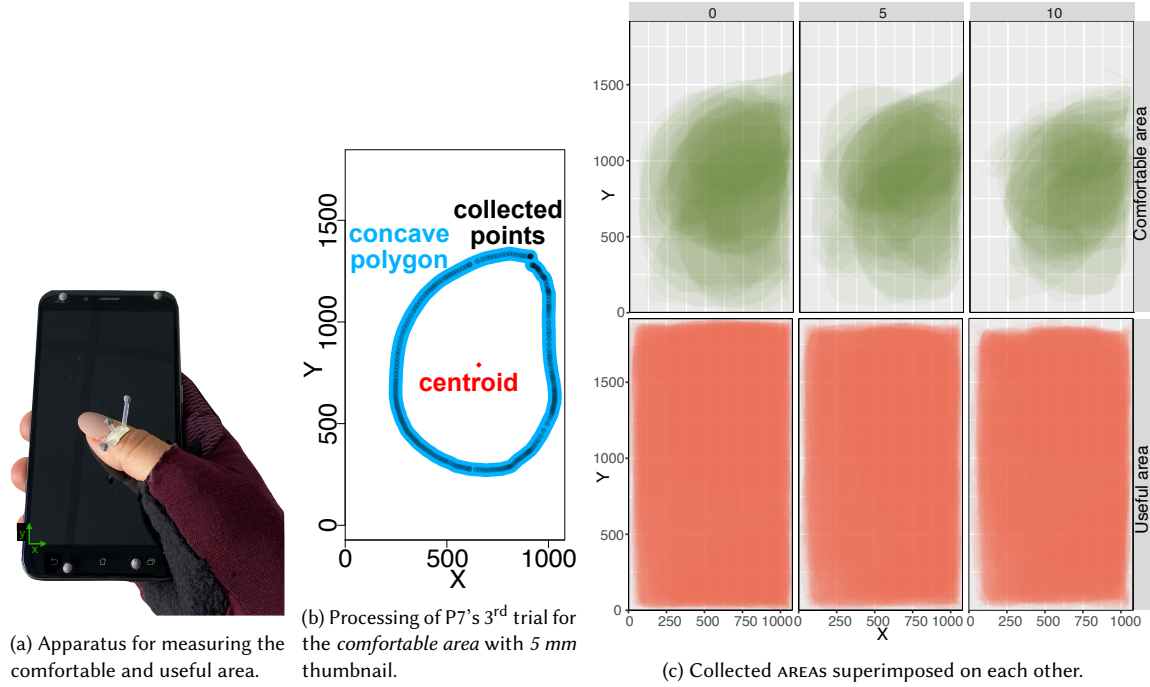 y
x
(a) Apparatus for measuring the
comfortable and useful area.
collected
points
concave
polygon
centroid
1500
1000
500
0
Y
0 500 1000
X
(b) Processing of P7's 3rd trial for
the comfortable area with 5 mm
thumbnail.
0 5 10
1500
1000
500
0
Y
Comfortable area
1500
1000
500
0
Y
Useful area
0 250 500 750 1000 0 250 500 750 1000 0 250 500 750 1000
X
(c) Collected AREAs superimposed on each other.